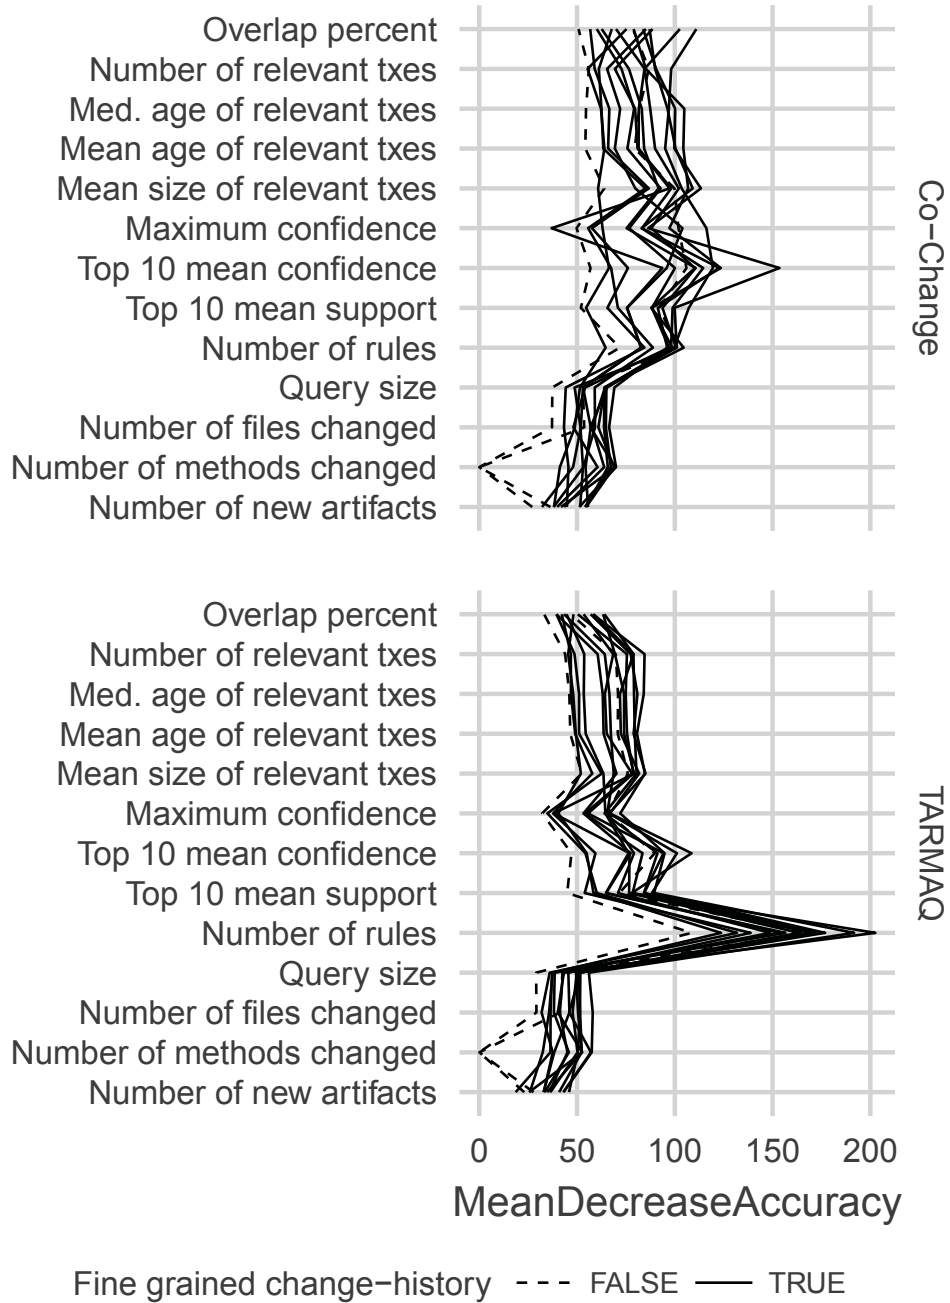 Overlap percent
Number of relevant txes
Med. age of relevant txes
Mean age of relevant txes
Mean size of relevant txes
Maximum confidence
Top 10 mean confidence
Top 10 mean support
Number of rules
Query size
Number of files changed
Number of methods changed
Number of new artifacts
Co−Change
Overlap percent
Number of relevant txes
Med. age of relevant txes
Mean age of relevant txes
Mean size of relevant txes
Maximum confidence
Top 10 mean confidence
Top 10 mean support
Number of rules
Query size
Number of files changed
Number of methods changed
Number of new artifacts
TARMAQ
0 50 100 150 200
MeanDecreaseAccuracy
Fine grained change−history FALSE TRUE